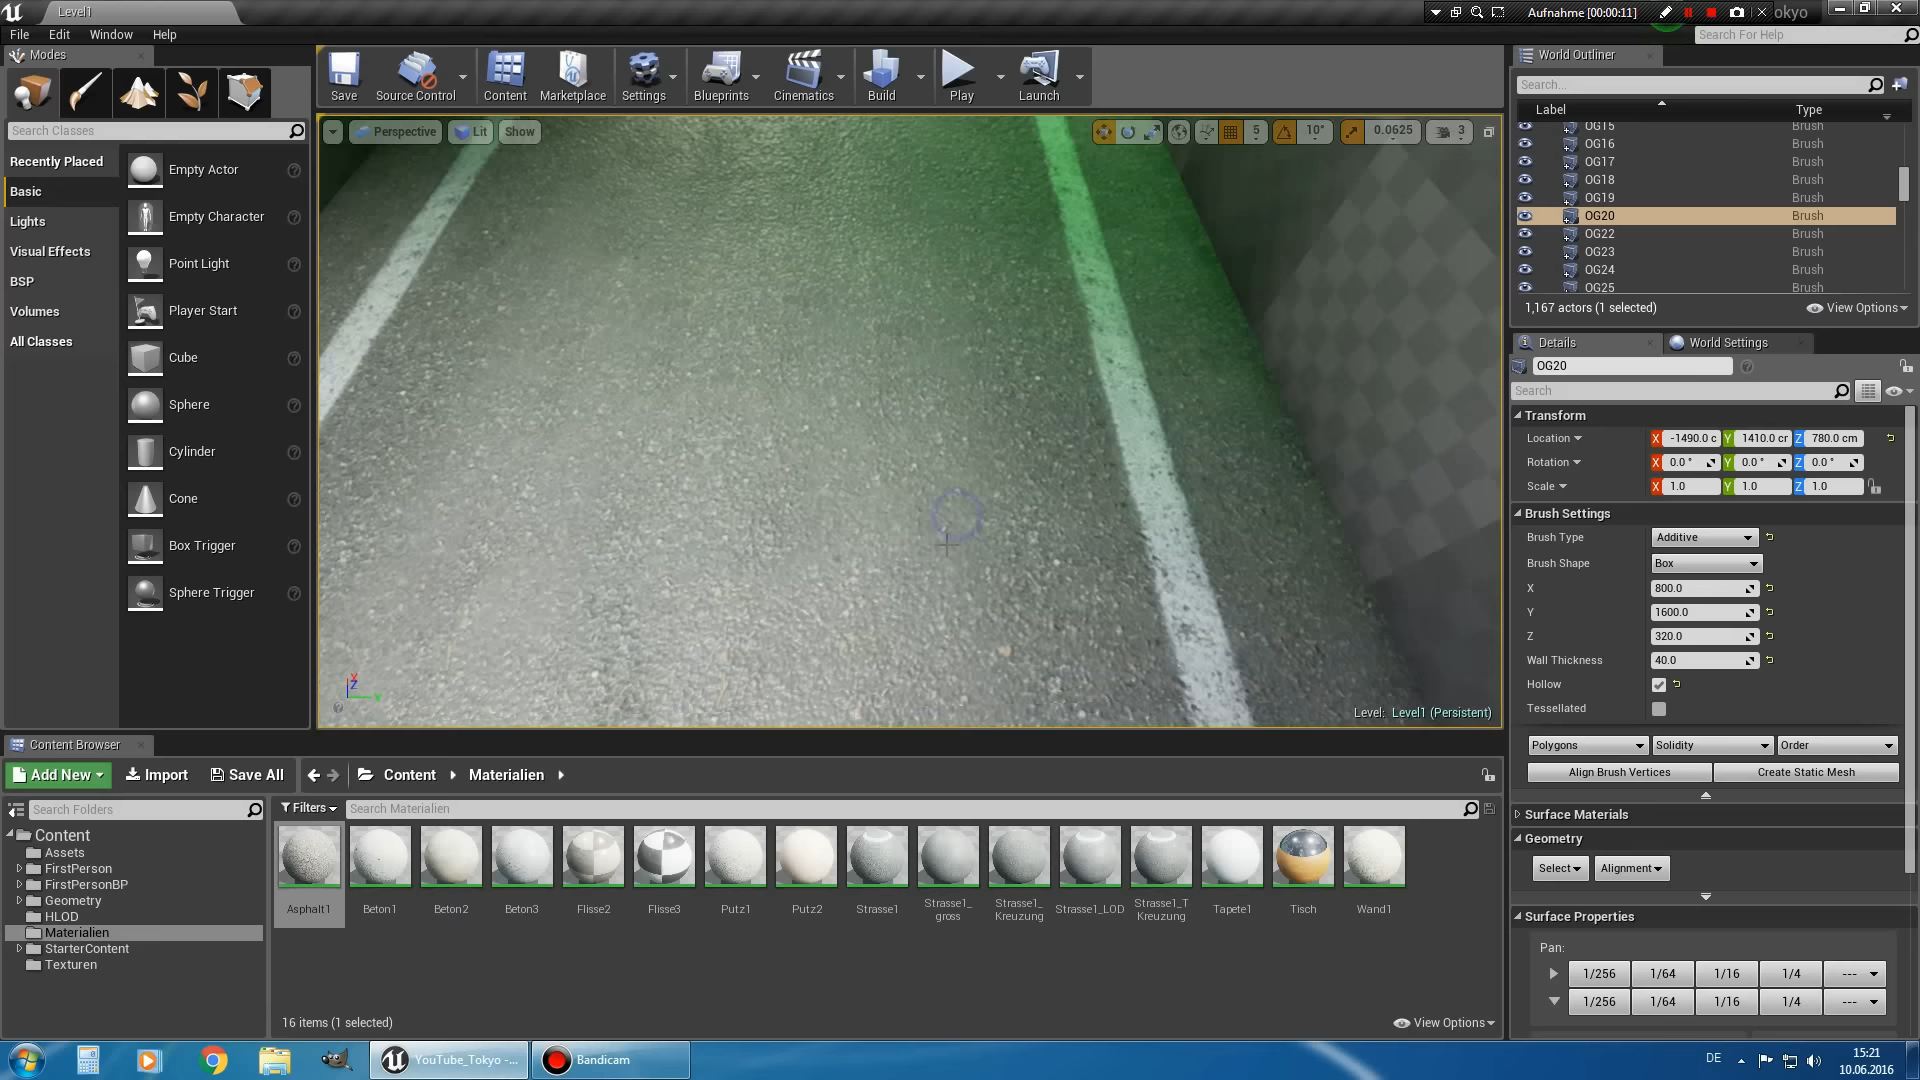 Level1
Aufnahme [00:00:11]
okyo
File Edit Window Help
Search For Help
Modes
Search Classes
Recently Placed
Basic
Lights
Visual Effects
BSP
Volumes
All Classes
Empty Actor
Empty Character
Point Light
Player Start
Cube
Sphere
Cylinder
Cone
Box Trigger
Sphere Trigger
Save
Source Control
Content
Marketplace
Settings
Blueprints
Cinematics
Build
Play
Launch
Perspective Lit Show
5 10° 0.0625 3
X
Z
Y
Level: Level1 (Persistent)
World Outliner
Search...
Label Type
OG15 Brush
OG16 Brush
OG17 Brush
OG18 Brush
OG19 Brush
OG20 Brush
OG22 Brush
OG23 Brush
OG24 Brush
OG25 Brush
1,167 actors (1 selected) View Options
Details World Settings
OG20
Search
Transform
Location X -1490.0 c Y 1410.0 cr Z 780.0 cm
Rotation X 0.0 ° Y 0.0 ° Z 0.0 °
Scale X 1.0 Y 1.0 Z 1.0
Brush Settings
Brush Type Additive
Brush Shape Box
X 800.0
Y 1600.0
Z 320.0
Wall Thickness 40.0
Hollow
Tessellated
Polygons Solidity Order
Align Brush Vertices Create Static Mesh
Surface Materials
Geometry
Select Alignment
Surface Properties
Pan:
1/256 1/64 1/16 1/4 ---
1/256 1/64 1/16 1/4 ---
Content Browser
Add New Import Save All Content Materialien
Search Folders
Filters Search Materialien
Content
Assets
FirstPerson
FirstPersonBP
Geometry
HLOD
Materialien
StarterContent
Texturen
Asphalt1
Beton1
Beton2
Beton3
Flisse2
Flisse3
Putz1
Putz2
Strasse1
Strasse1_
gross
Strasse1_
Kreuzung
Strasse1_LOD
Strasse1_T
Kreuzung
Tapete1
Tisch
Wand1
16 items (1 selected) View Options
YouTube_Tokyo -...
Bandicam
DE
15:21
10.06.2016